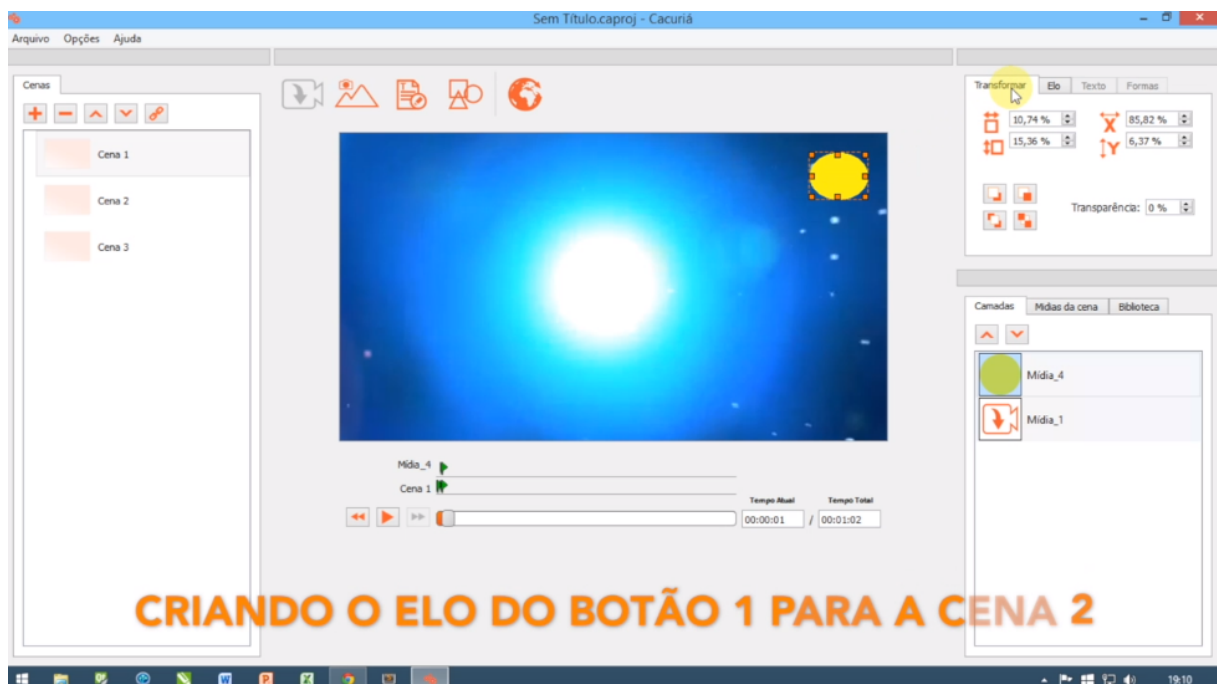 Sem Título.caproj - Cacuriá
Arquivo Opções Ajuda
Cenas
Cena 1
Cena 2
Cena 3
Transformar Elo Texto Formas
10,74 % 85,82 %
X
15,36 % 6,37 %
Y
Transparência: 0 %
Camadas Mídias da cena Biblioteca
Mídia_4
Mídia_1
Mídia_4
Cena 1
Tempo Atual Tempo Total
00:00:01 / 00:01:02
CRIANDO O ELO DO BOTÃO 1 PARA A CENA 2
19:10